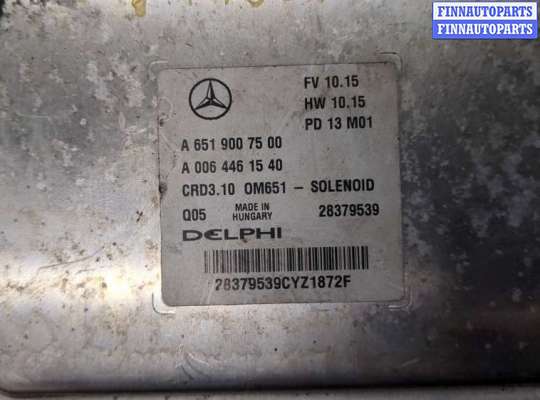 FINNAUTOPARTS
FINNAUTOPARTS
FV 10.15
HW 10.15
PD 13 M01
A 651 900 75 00
A 006 446 15 40
CRD3.10 OM651 – SOLENOID
Q05 MADE IN HUNGARY 28379539
DELPHI
28379539CYZ1872F